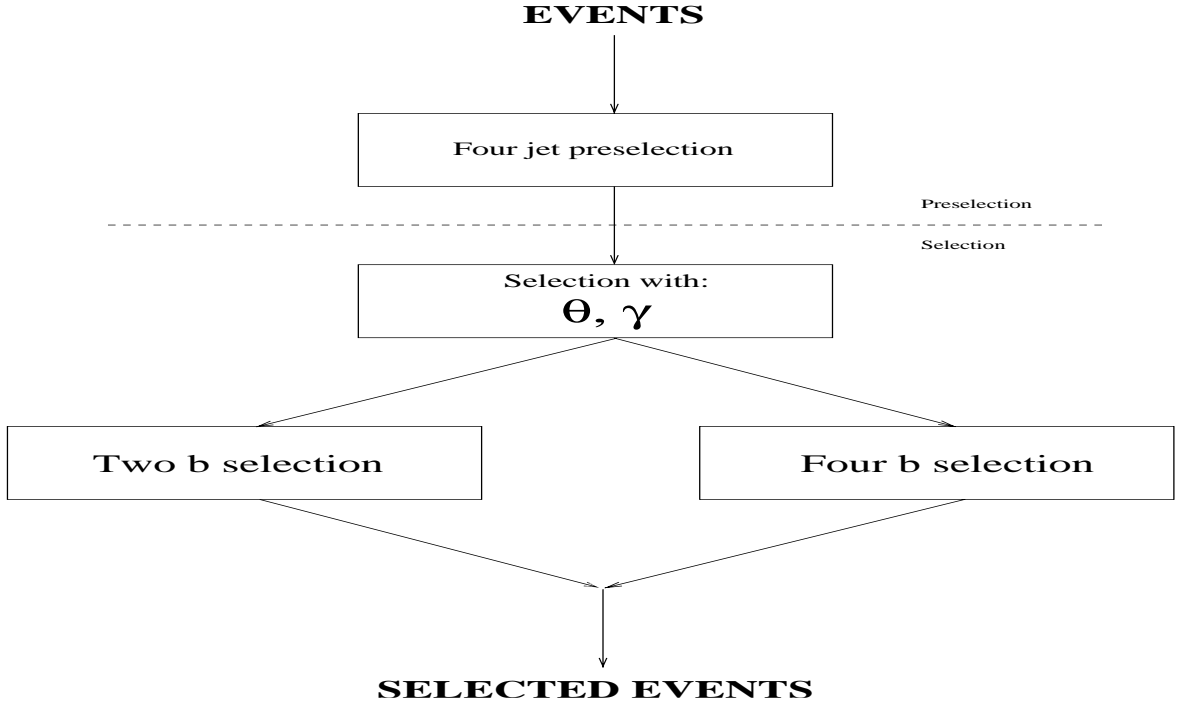 EVENTS
Four jet preselection
Preselection
Selection
Selection with:
θ, γ
Two b selection
Four b selection
SELECTED EVENTS